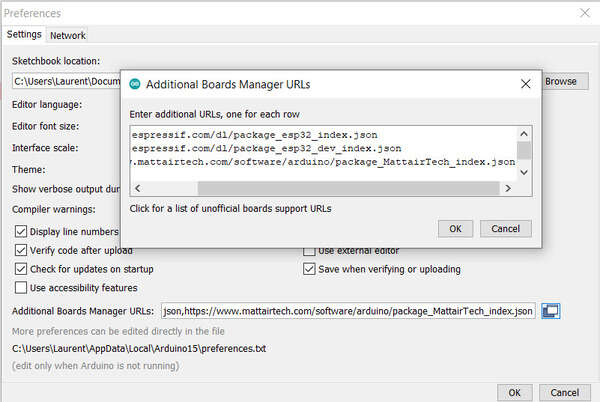 Preferences
Settings
Network
Sketchbook location:
C:\Users\Laurent\Docum
Browse
Additional Boards Manager URLs
Enter additional URLs, one for each row
espressif.com/dl/package_esp32_index.json
espressif.com/dl/package_esp32_dev_index.json
.mattairtech.com/software/arduino/package_MattairTech_index.json
Click for a list of unofficial boards support URLs
OK
Cancel
Editor language:
Editor font size:
Interface scale:
Theme:
Show verbose output dur
Compiler warnings:
Display line numbers
Verify code after upload
Use external editor
Check for updates on startup
Save when verifying or uploading
Use accessibility features
Additional Boards Manager URLs: json,https://www.mattairtech.com/software/arduino/package_MattairTech_index.json
More preferences can be edited directly in the file
C:\Users\Laurent\AppData\Local\Arduino15\preferences.txt
(edit only when Arduino is not running)
OK
Cancel